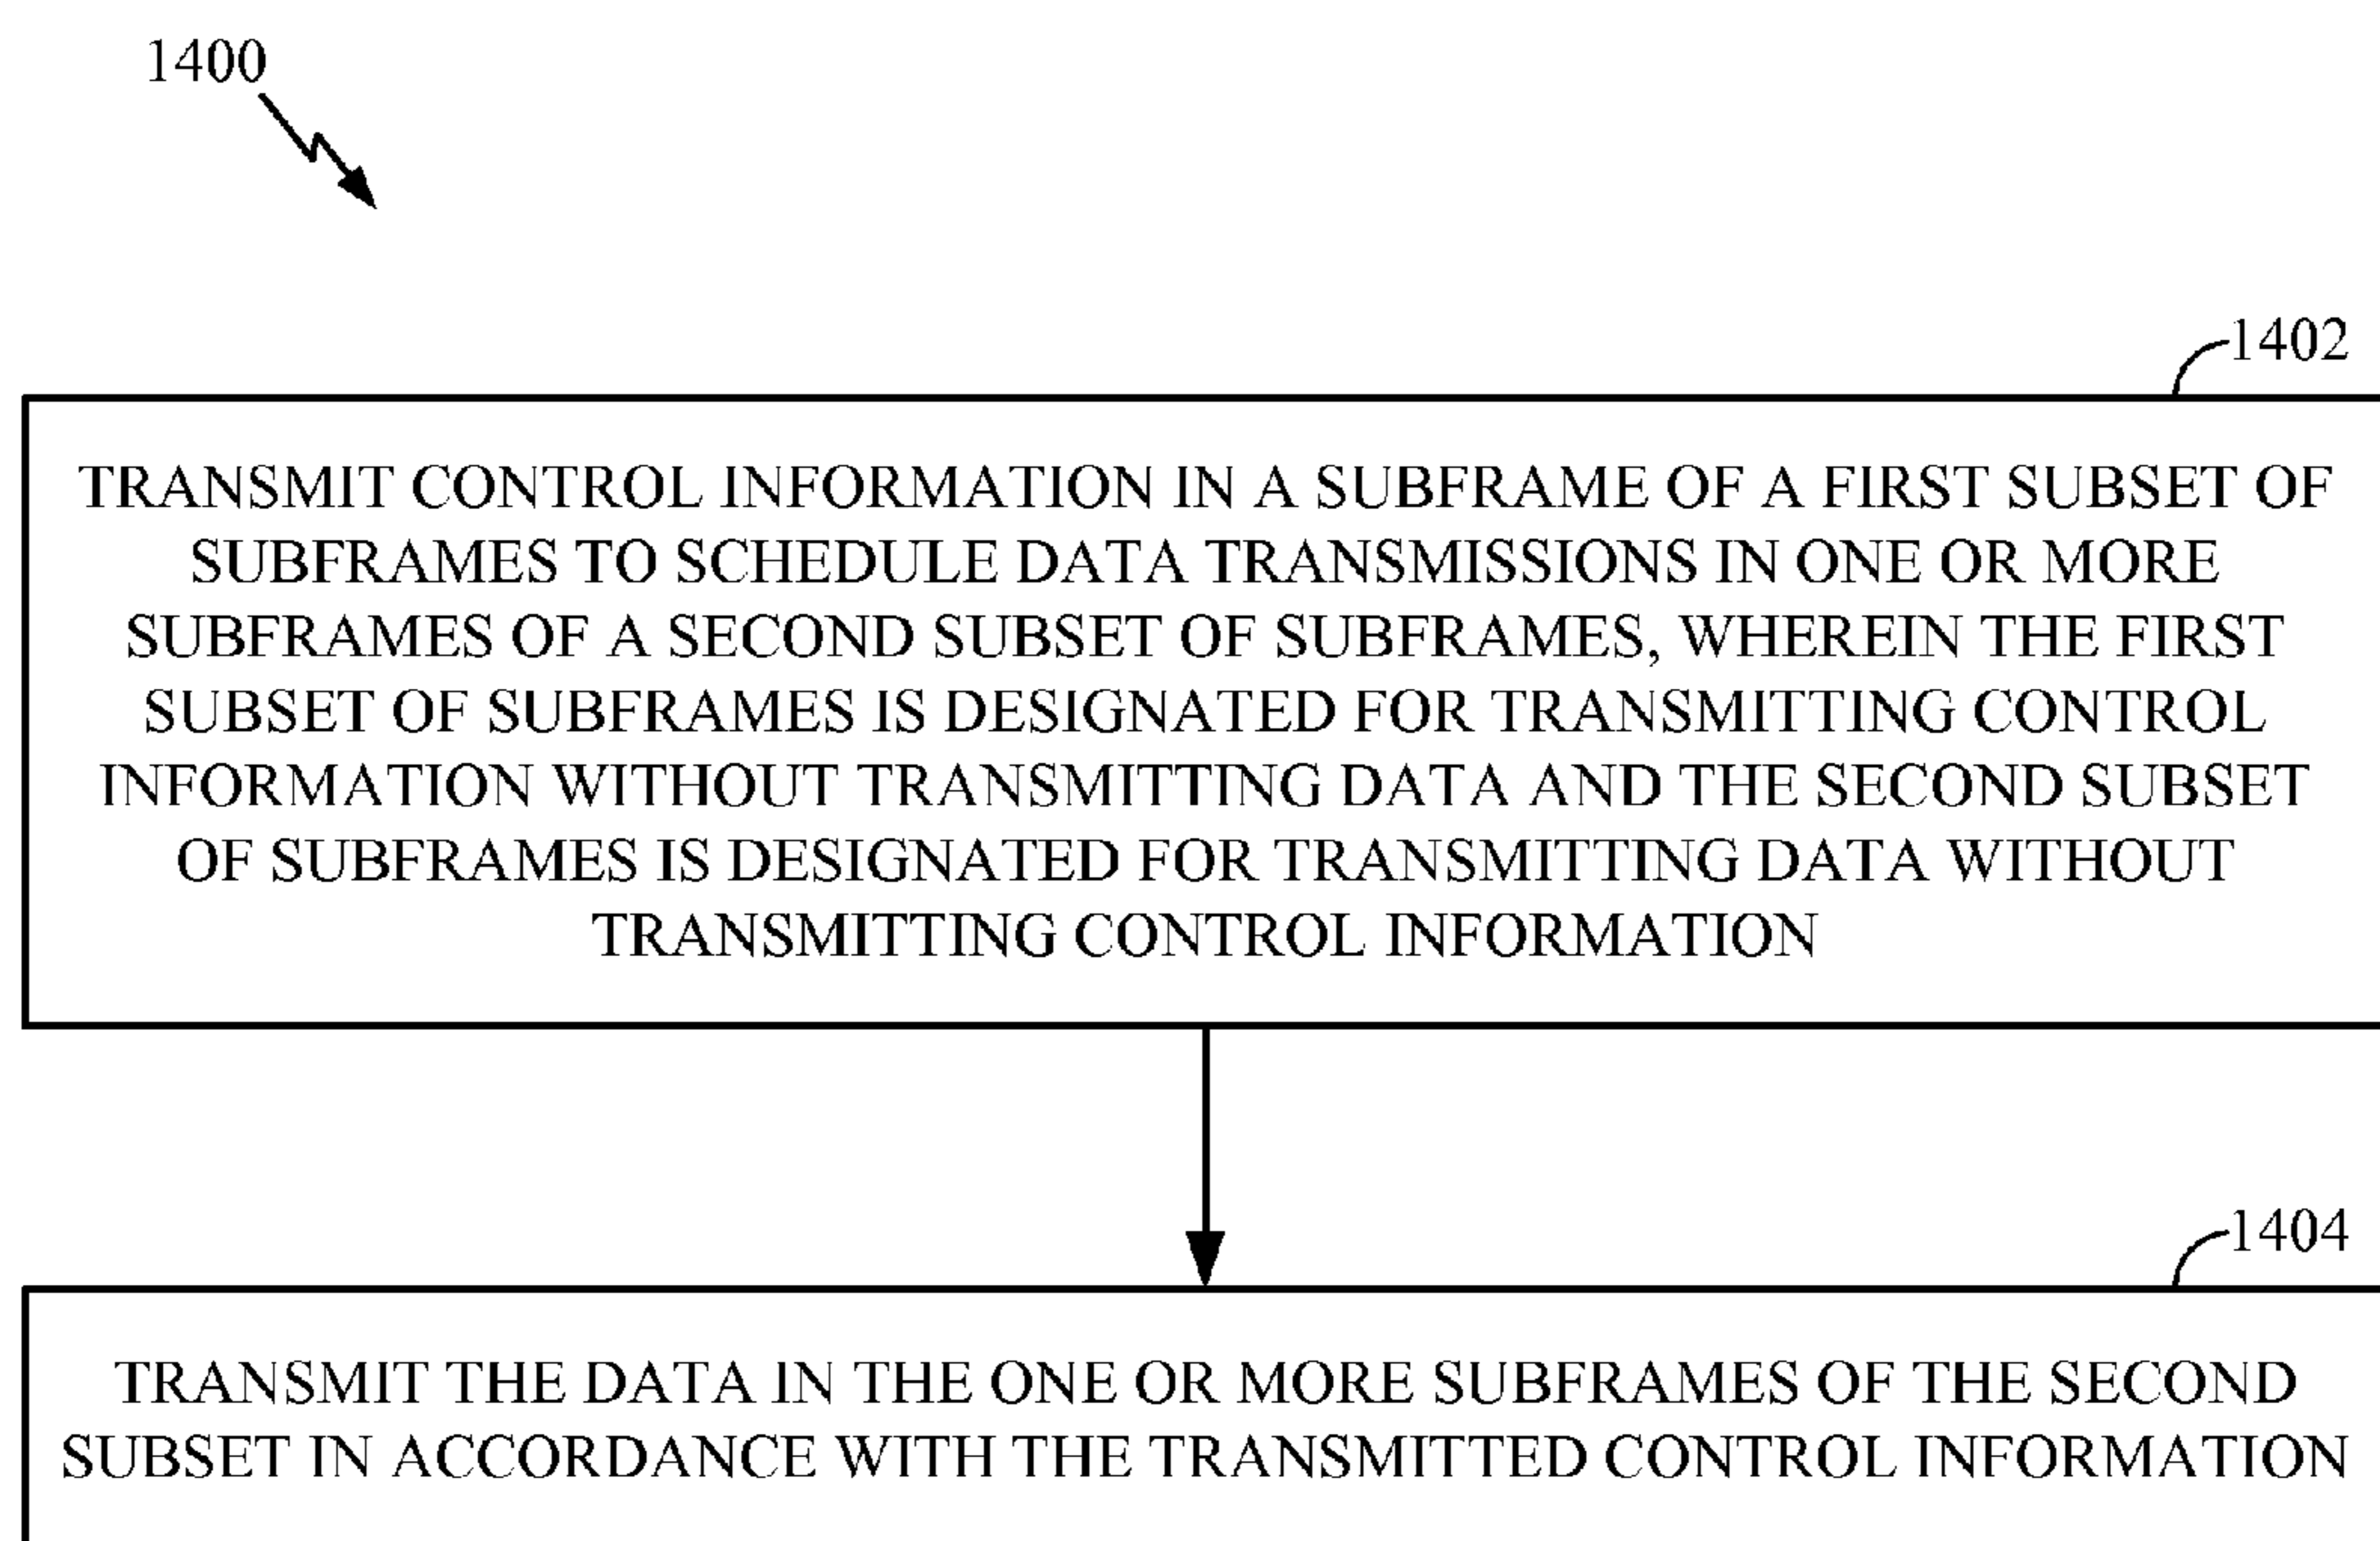 1400
1402
TRANSMIT CONTROL INFORMATION IN A SUBFRAME OF A FIRST SUBSET OF
SUBFRAMES TO SCHEDULE DATA TRANSMISSIONS IN ONE OR MORE
SUBFRAMES OF A SECOND SUBSET OF SUBFRAMES, WHEREIN THE FIRST
SUBSET OF SUBFRAMES IS DESIGNATED FOR TRANSMITTING CONTROL
INFORMATION WITHOUT TRANSMITTING DATA AND THE SECOND SUBSET
OF SUBFRAMES IS DESIGNATED FOR TRANSMITTING DATA WITHOUT
TRANSMITTING CONTROL INFORMATION
1404
TRANSMIT THE DATA IN THE ONE OR MORE SUBFRAMES OF THE SECOND
SUBSET IN ACCORDANCE WITH THE TRANSMITTED CONTROL INFORMATION